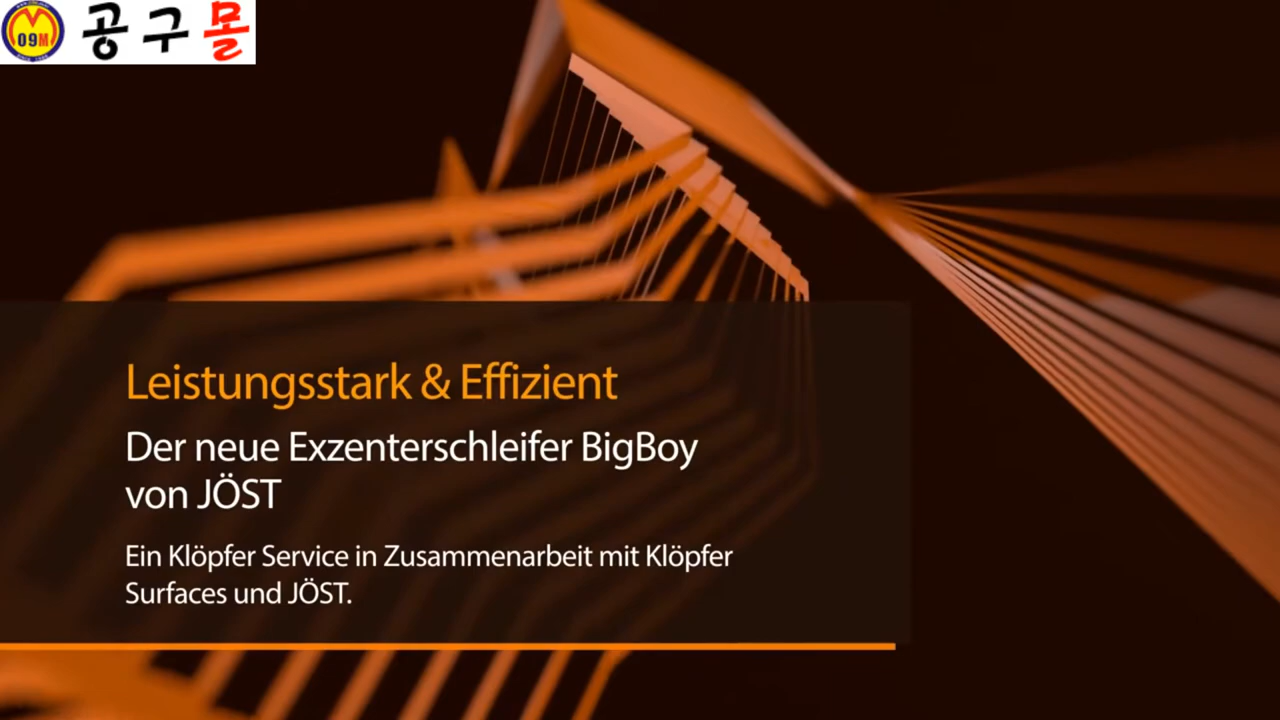 09M
공구몰
Leistungsstark & Effizient
Der neue Exzenterschleifer BigBoy
von JÖST
Ein Klöpfer Service in Zusammenarbeit mit Klöpfer
Surfaces und JÖST.